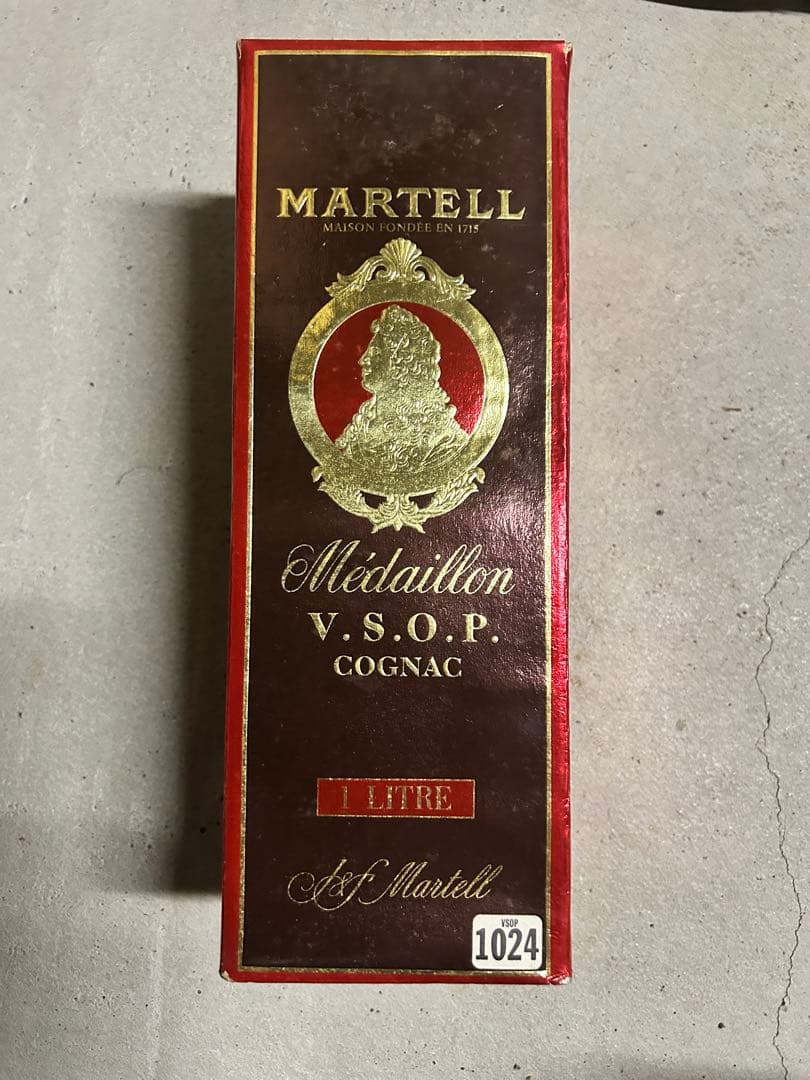 MARTELL
MAISON FONDÉE EN 1715
Médaillon
V.S.O.P.
COGNAC
1 LITRE
J&F Martell
VSOP
1024